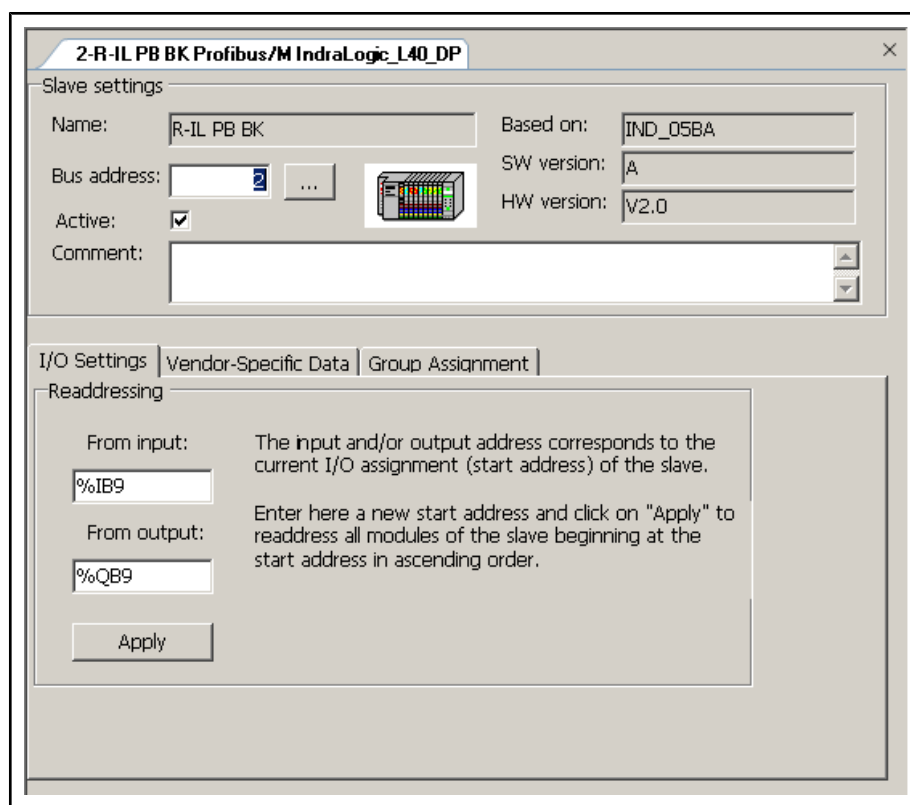 2-R-IL PB BK Profibus/M IndraLogic_L40_DP
Slave settings
Name: R-IL PB BK Based on: IND_05BA
SW version: A
Bus address: 2 ...
HW version: V2.0
Active:
Comment:
I/O Settings Vendor-Specific Data Group Assignment
Readdressing
From input:
%IB9
From output:
%QB9
Apply
The input and/or output address corresponds to the
current I/O assignment (start address) of the slave.
Enter here a new start address and click on "Apply" to
readdress all modules of the slave beginning at the
start address in ascending order.